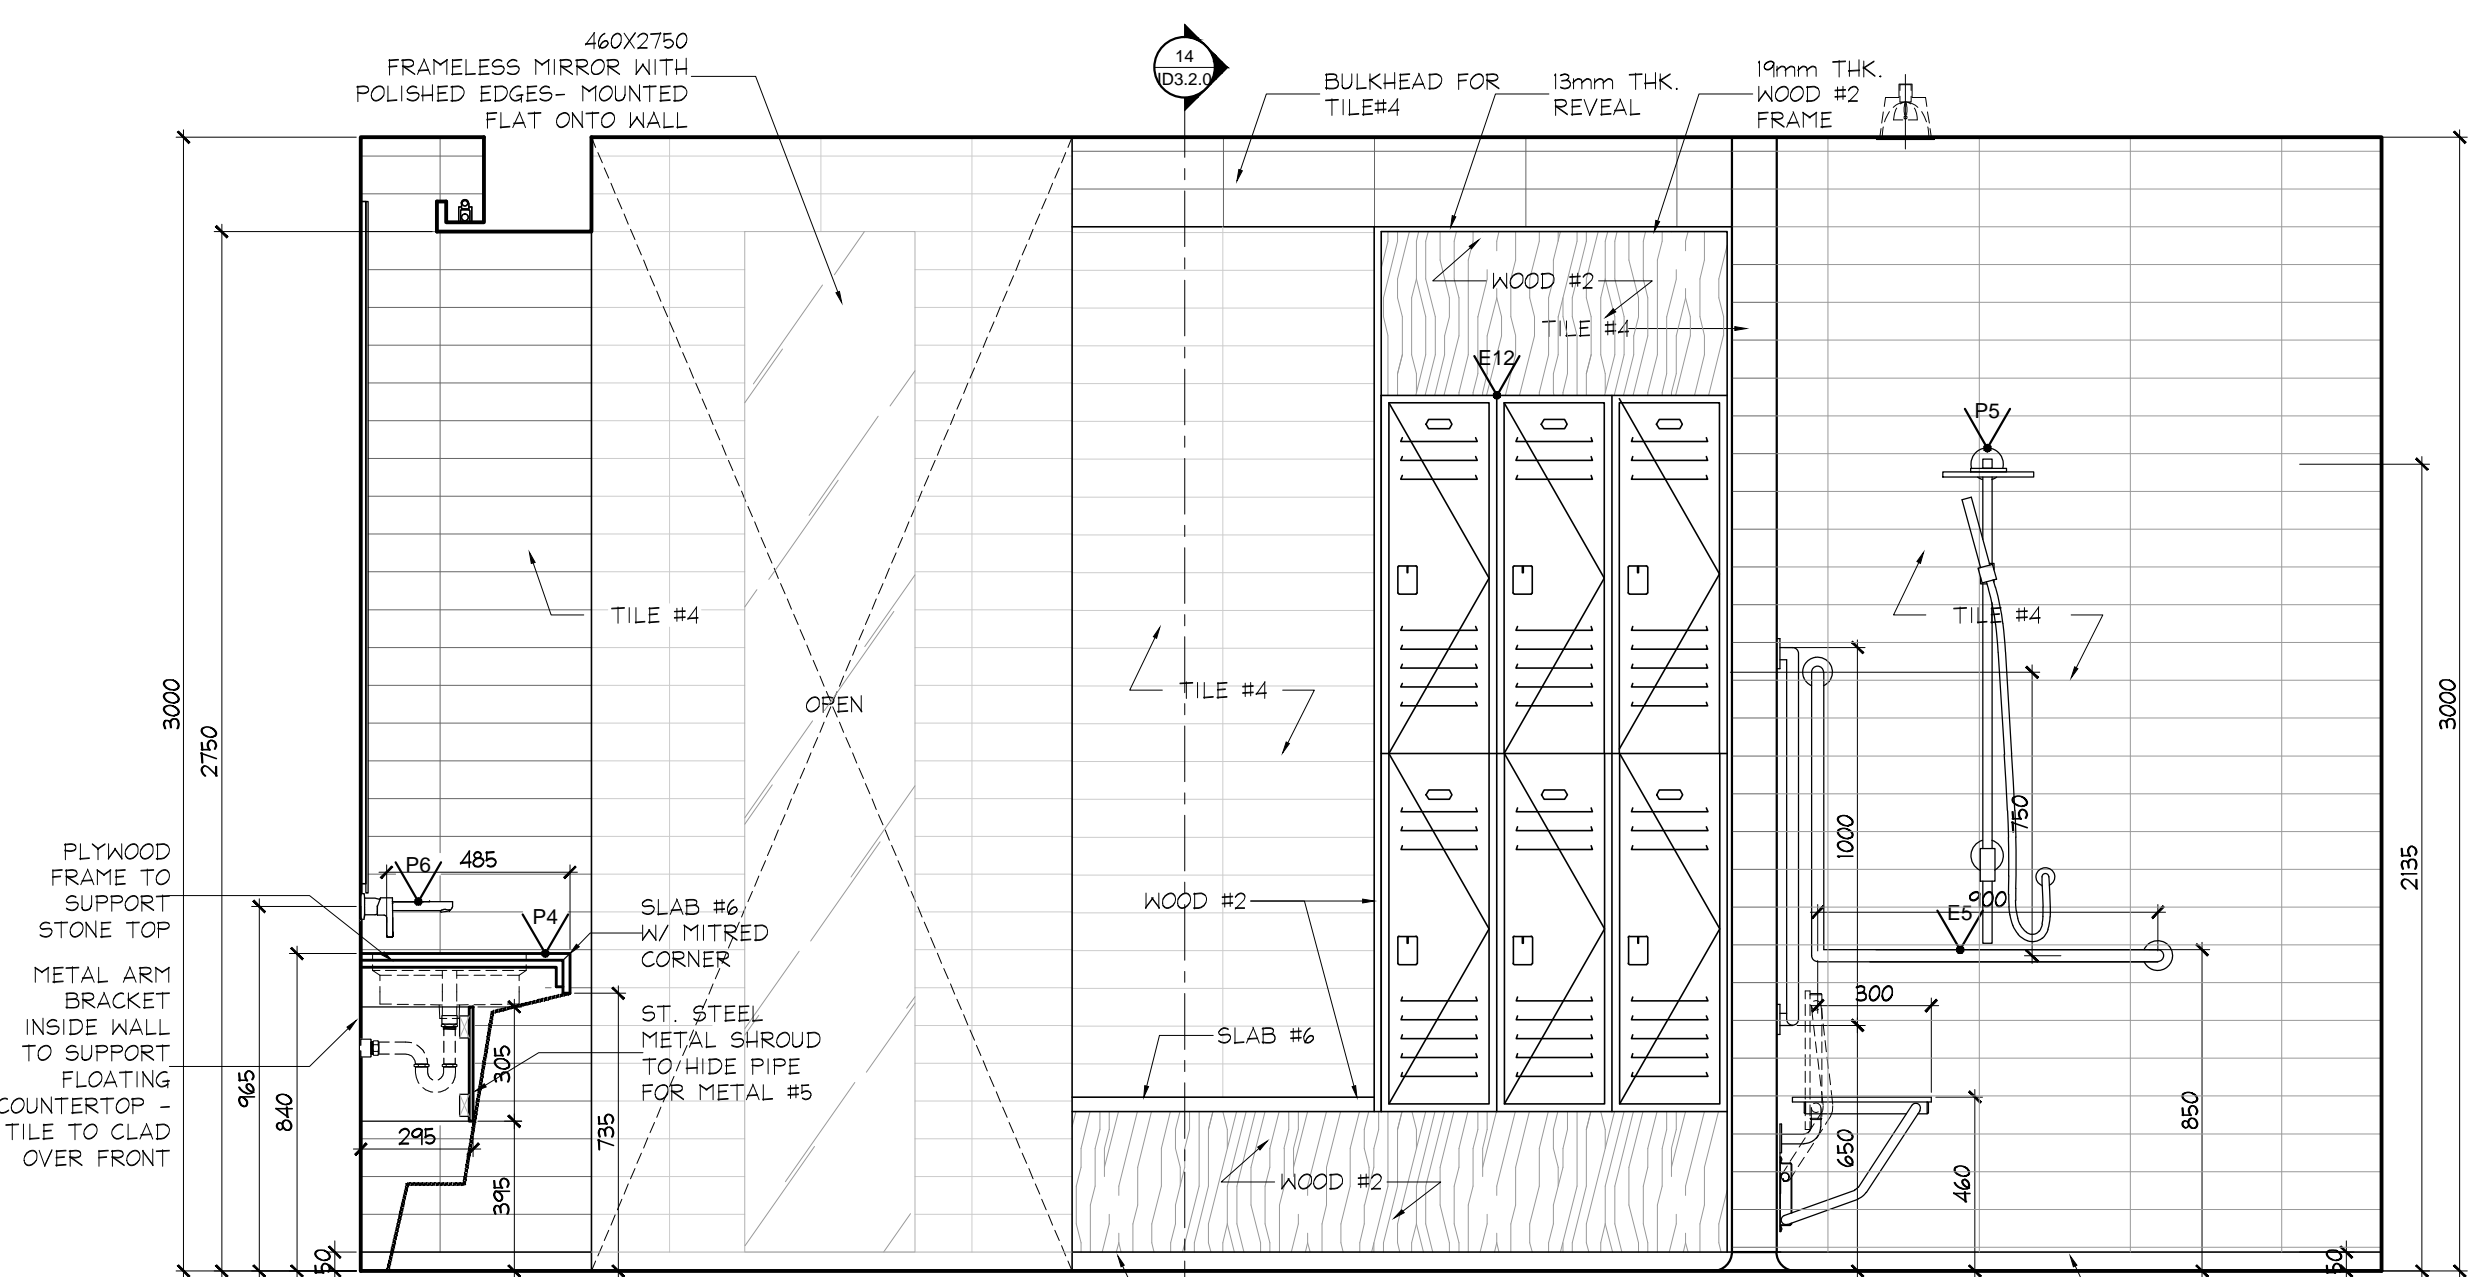 460X2750
FRAMELESS MIRROR WITH
POLISHED EDGES- MOUNTED
FLAT ONTO WALL
14
ID3.2.0
BULKHEAD FOR
TILE#4
13mm THK.
REVEAL
19mm THK.
WOOD #2
FRAME
WOOD #2
TILE #4
E12
P5
TILE #4
TILE #4
TILE #4
OPEN
3000
2750
3000
2135
1000
750
900
E5
PLYWOOD
FRAME TO
SUPPORT
STONE TOP
P6
485
P4
SLAB #6
W/ MITRED
CORNER
WOOD #2
METAL ARM
BRACKET
INSIDE WALL
TO SUPPORT
FLOATING
COUNTERTOP -
TILE TO CLAD
OVER FRONT
ST. STEEL
METAL SHROUD
TO HIDE PIPE
FOR METAL #5
SLAB #6
300
965
840
305
735
295
395
50
WOOD #2
650
460
850
50